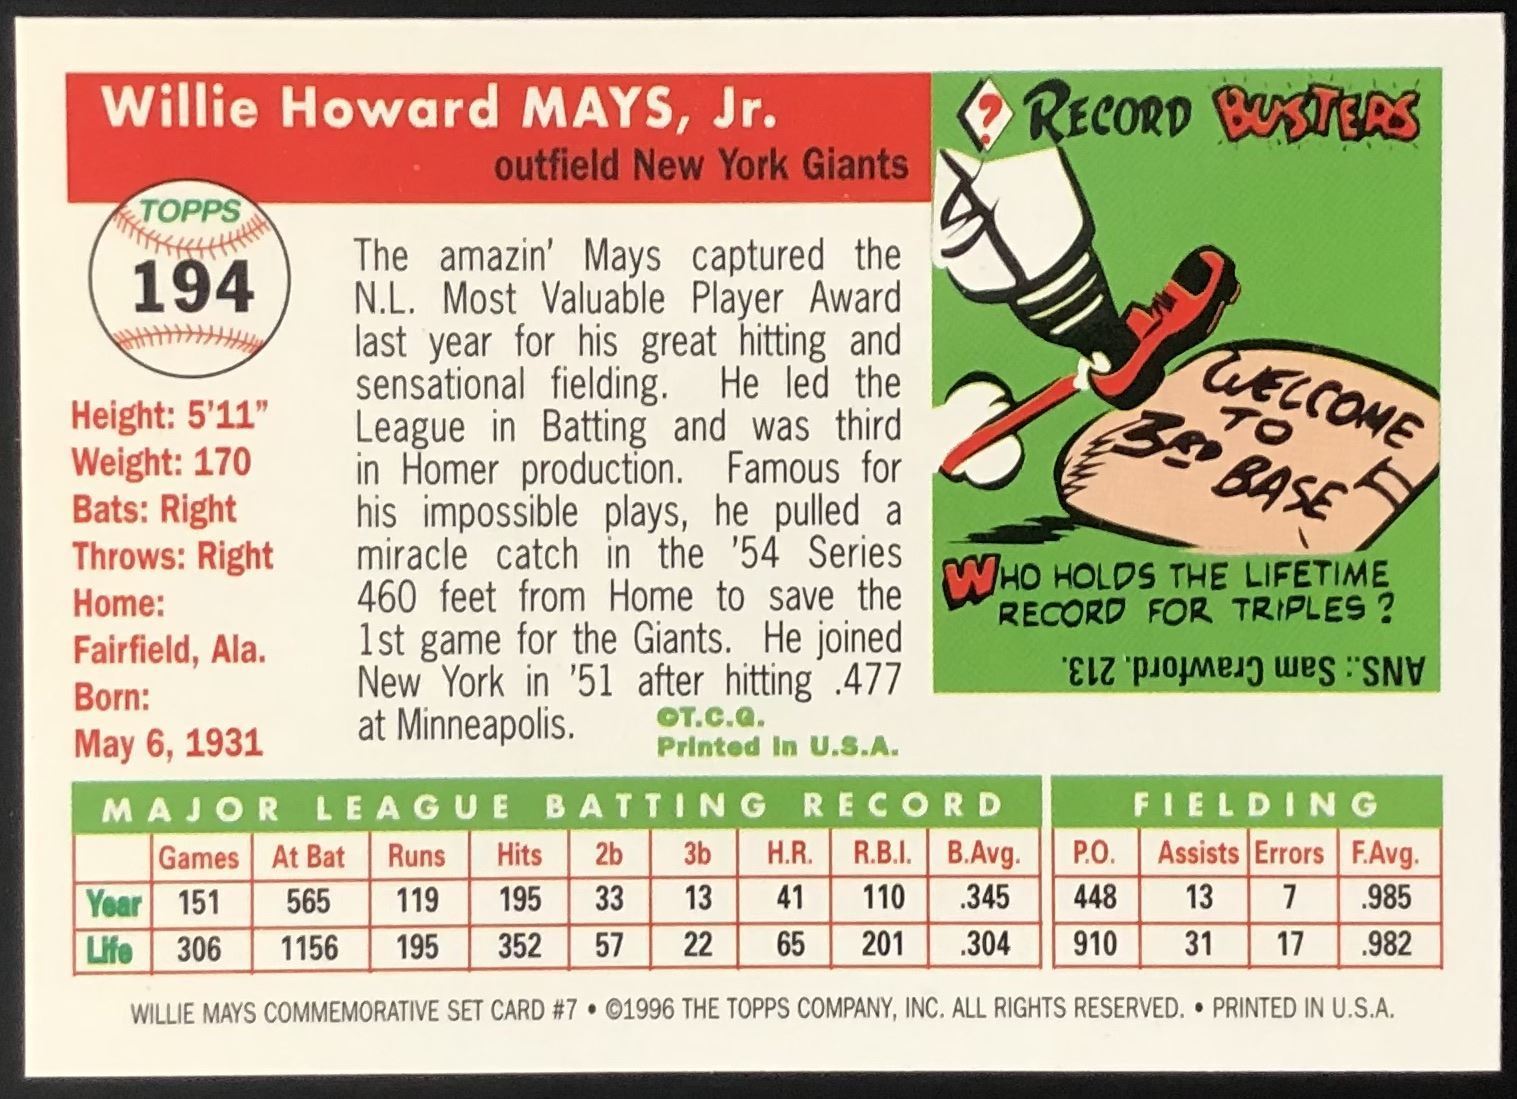 Willie Howard MAYS, Jr.
outfield New York Giants
TOPPS
194
Height: 5'11"
Weight: 170
Bats: Right
Throws: Right
Home:
Fairfield, Ala.
Born:
May 6, 1931
The amazin' Mays captured the
N.L. Most Valuable Player Award
last year for his great hitting and
sensational fielding. He led the
League in Batting and was third
in Homer production. Famous for
his impossible plays, he pulled a
miracle catch in the '54 Series
460 feet from Home to save the
1st game for the Giants. He joined
New York in '51 after hitting .477
at Minneapolis.
©T.C.G.
Printed In U.S.A.
? RECORD BUSTERS
WELCOME
TO
3RD BASE
WHO HOLDS THE LIFETIME
RECORD FOR TRIPLES?
ANS.: Sam Crawford. 213.
MAJOR LEAGUE BATTING RECORD FIELDING
Games At Bat Runs Hits 2b 3b H.R. R.B.I. B.Avg. P.O. Assists Errors F.Avg.
Year 151 565 119 195 33 13 41 110 .345 448 13 7 .985
Life 306 1156 195 352 57 22 65 201 .304 910 31 17 .982
WILLIE MAYS COMMEMORATIVE SET CARD #7 • ©1996 THE TOPPS COMPANY, INC. ALL RIGHTS RESERVED. • PRINTED IN U.S.A.